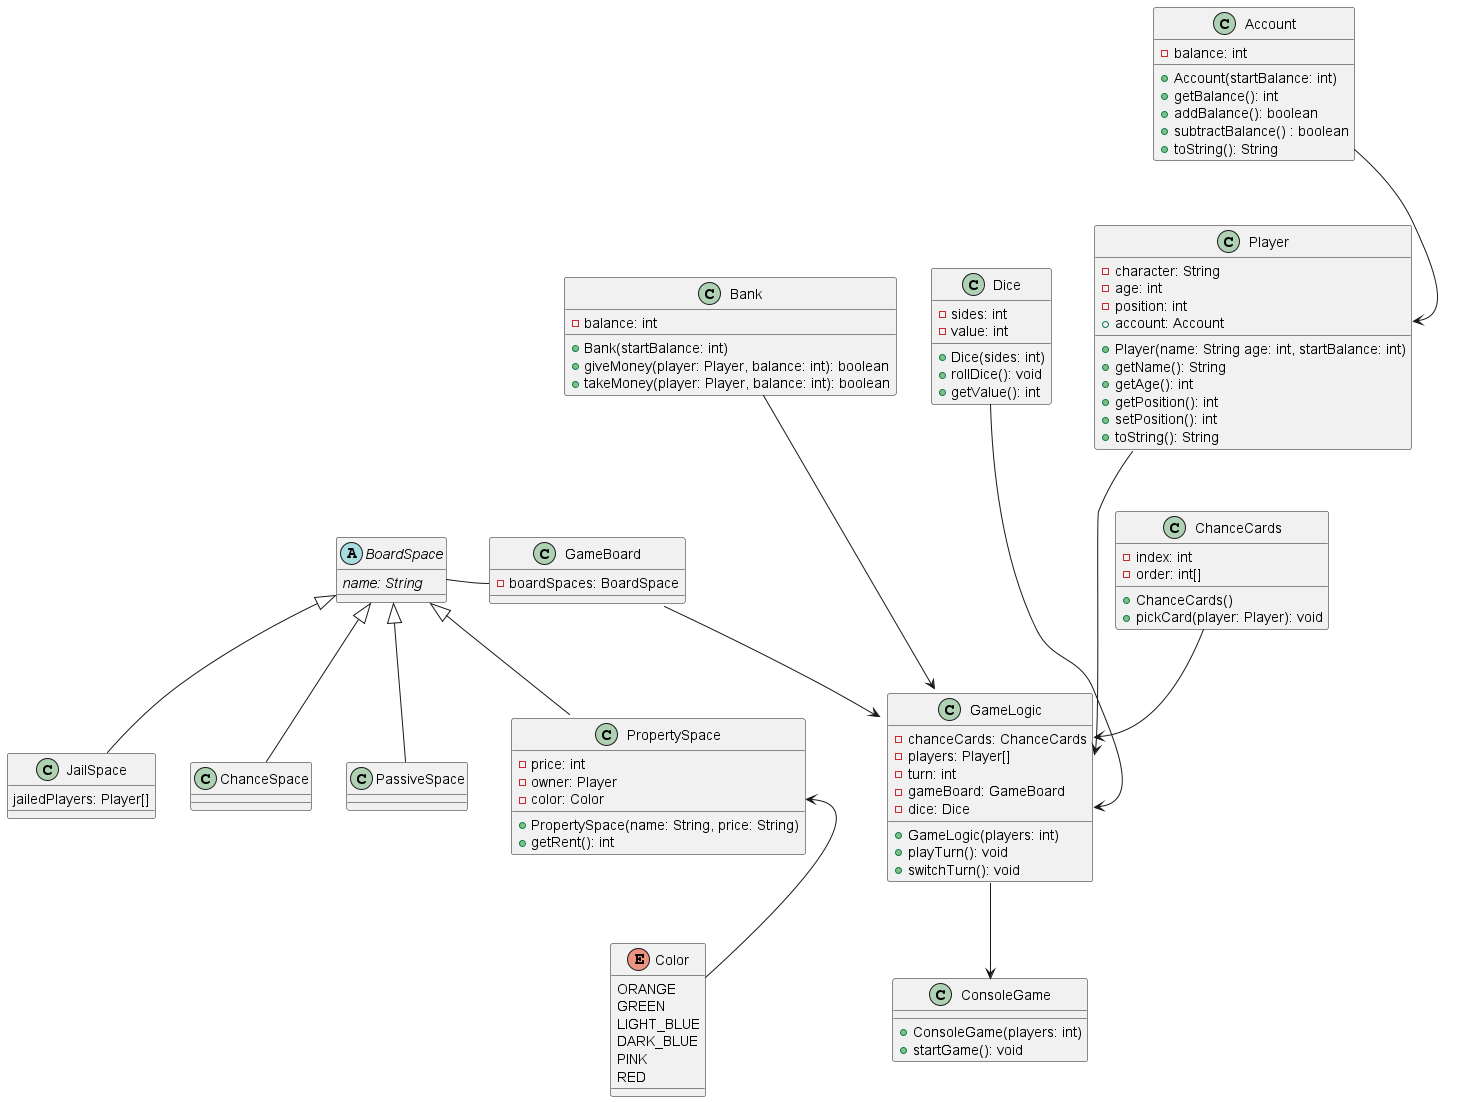 C Account
balance: int
Account(startBalance: int)
getBalance(): int
addBalance(): boolean
subtractBalance() : boolean
toString(): String
C Player
character: String
age: int
position: int
account: Account
Player(name: String age: int, startBalance: int)
getName(): String
getAge(): int
getPosition(): int
setPosition(): int
toString(): String
C Bank
balance: int
Bank(startBalance: int)
giveMoney(player: Player, balance: int): boolean
takeMoney(player: Player, balance: int): boolean
C Dice
sides: int
value: int
Dice(sides: int)
rollDice(): void
getValue(): int
A BoardSpace
name: String
C GameBoard
boardSpaces: BoardSpace
C ChanceCards
index: int
order: int[]
ChanceCards()
pickCard(player: Player): void
C JailSpace
jailedPlayers: Player[]
C ChanceSpace
C PassiveSpace
C PropertySpace
price: int
owner: Player
color: Color
PropertySpace(name: String, price: String)
getRent(): int
C GameLogic
chanceCards: ChanceCards
players: Player[]
turn: int
gameBoard: GameBoard
dice: Dice
GameLogic(players: int)
playTurn(): void
switchTurn(): void
E Color
ORANGE
GREEN
LIGHT_BLUE
DARK_BLUE
PINK
RED
C ConsoleGame
ConsoleGame(players: int)
startGame(): void